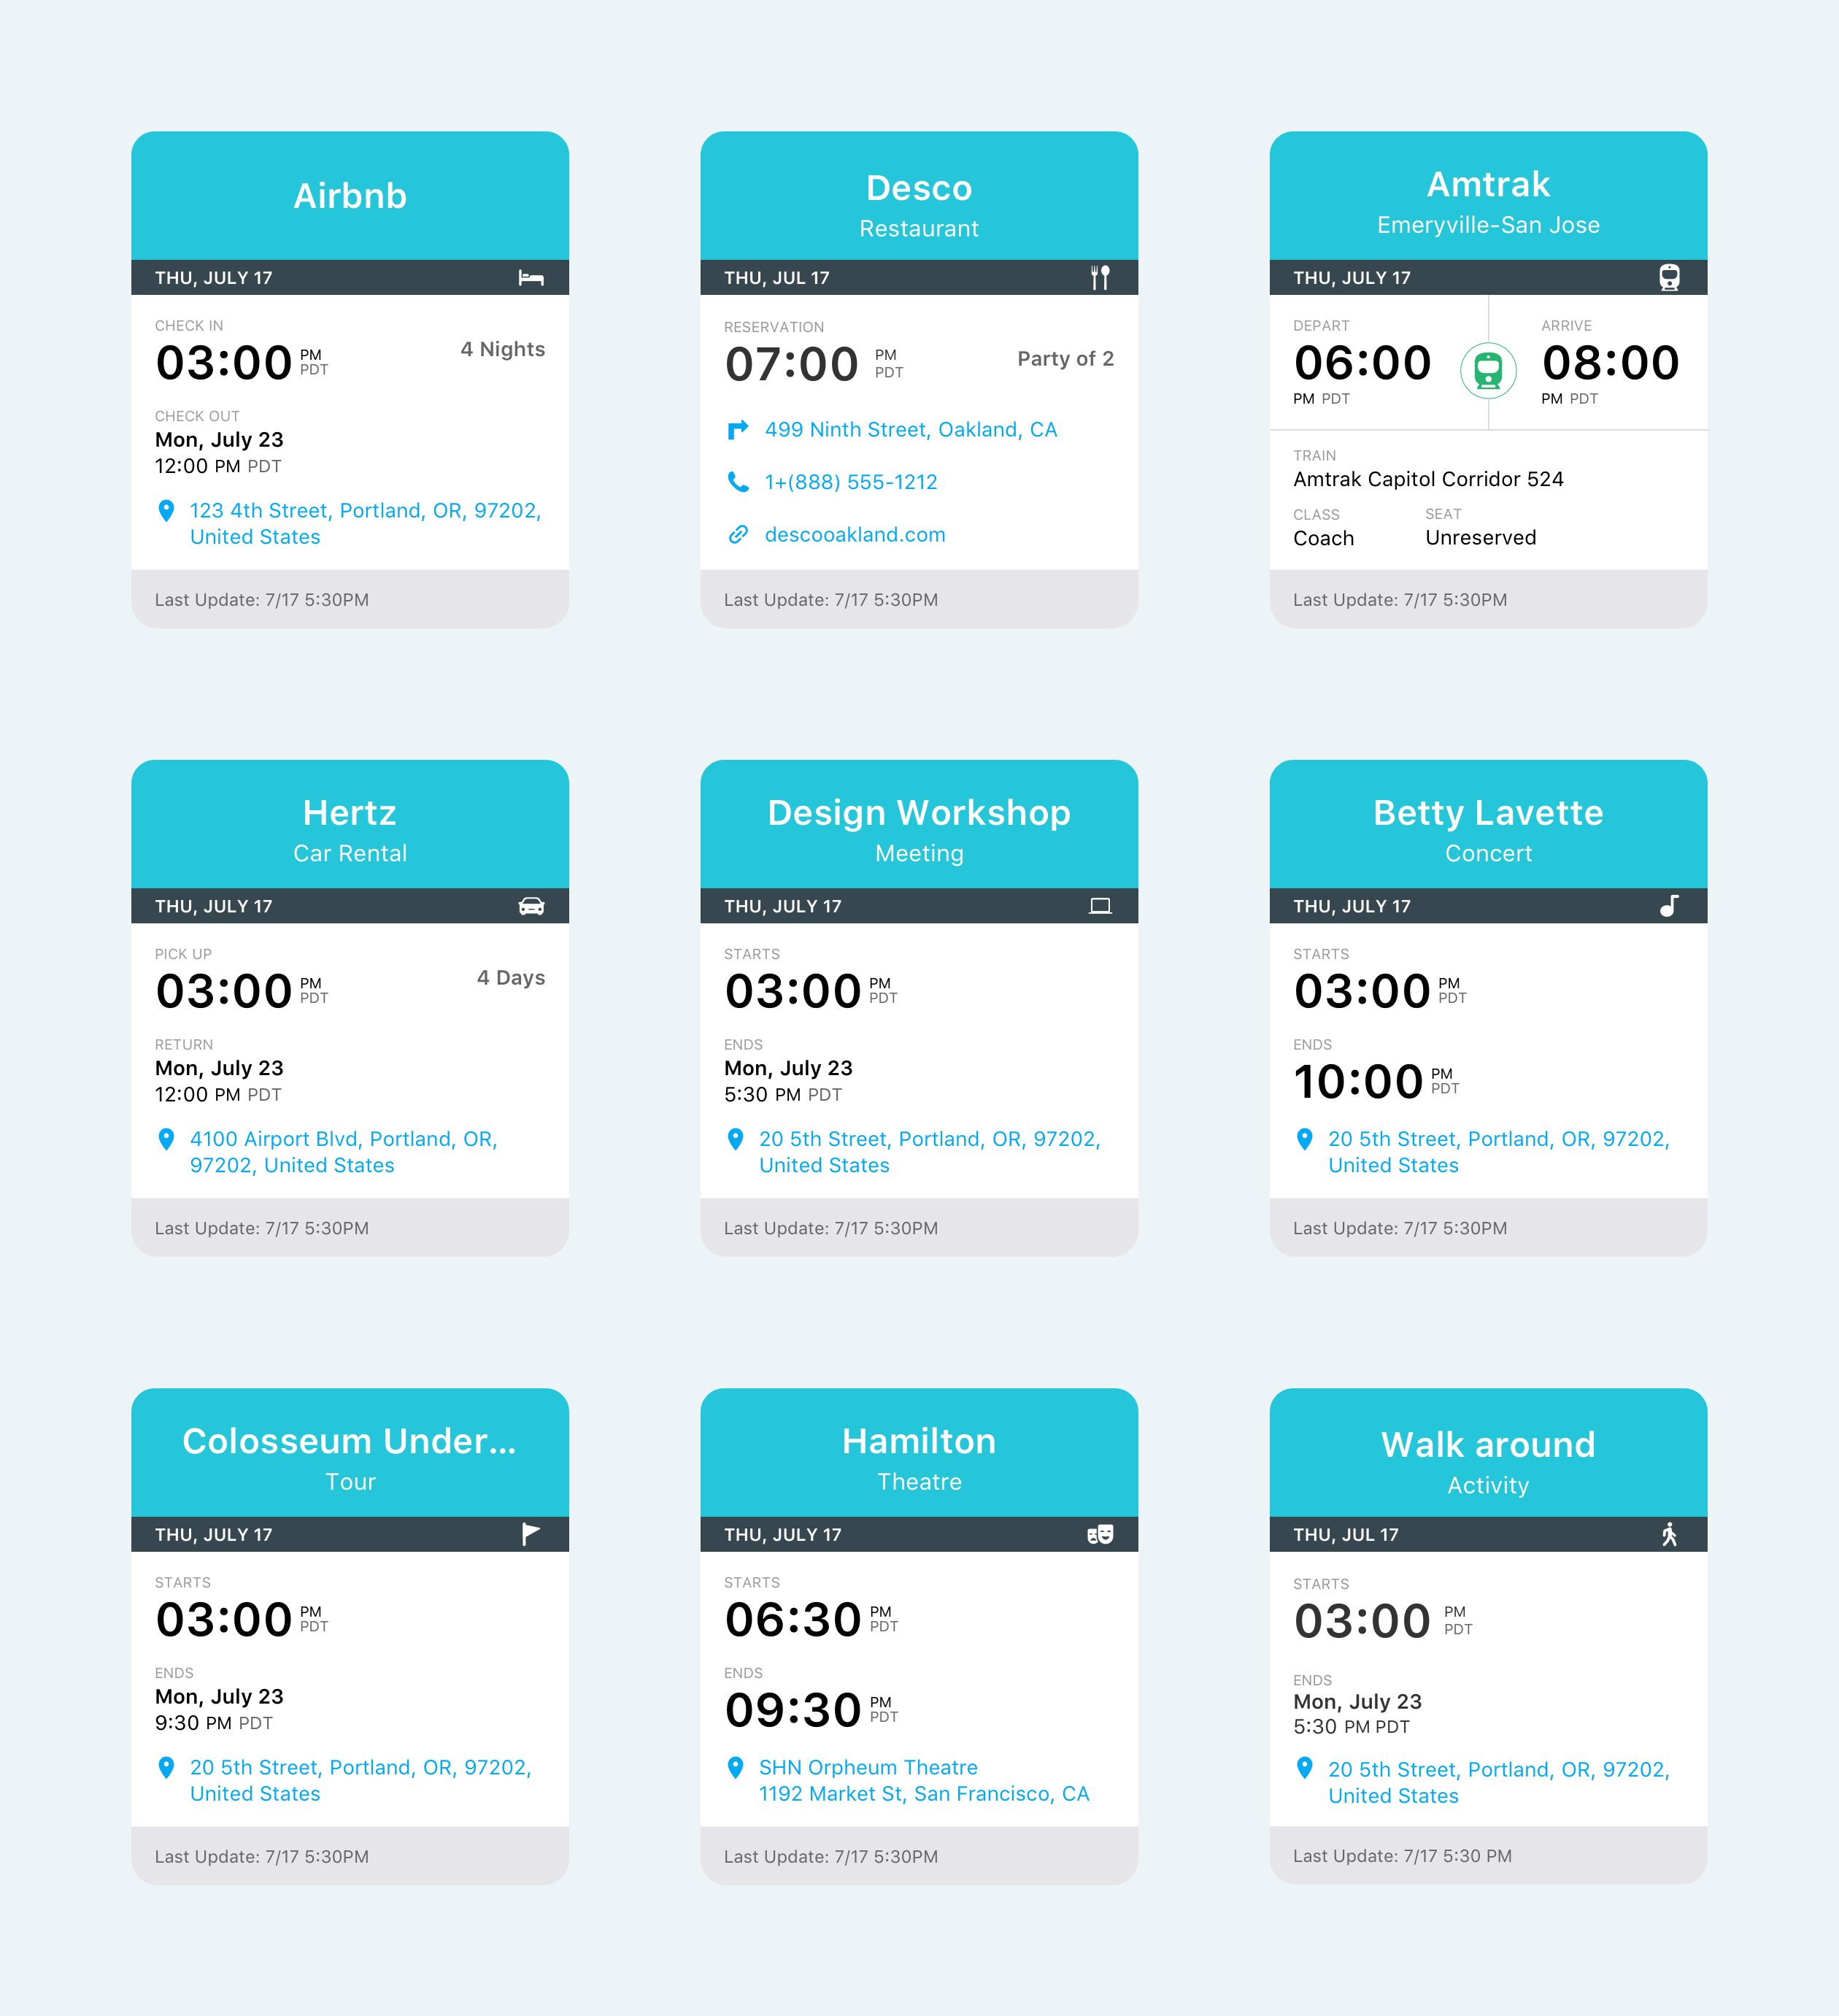 Airbnb
THU, JULY 17
CHECK IN
03:00 PM PDT
4 Nights
CHECK OUT
Mon, July 23
12:00 PM PDT
123 4th Street, Portland, OR, 97202,
United States
Last Update: 7/17 5:30PM
Desco
Restaurant
THU, JUL 17
RESERVATION
07:00 PM PDT
Party of 2
499 Ninth Street, Oakland, CA
1+(888) 555-1212
descooakland.com
Last Update: 7/17 5:30PM
Amtrak
Emeryville-San Jose
THU, JULY 17
DEPART
06:00
PM PDT
ARRIVE
08:00
PM PDT
TRAIN
Amtrak Capitol Corridor 524
CLASS
Coach
SEAT
Unreserved
Last Update: 7/17 5:30PM
Hertz
Car Rental
THU, JULY 17
PICK UP
03:00 PM PDT
4 Days
RETURN
Mon, July 23
12:00 PM PDT
4100 Airport Blvd, Portland, OR,
97202, United States
Last Update: 7/17 5:30PM
Design Workshop
Meeting
THU, JULY 17
STARTS
03:00 PM PDT
ENDS
Mon, July 23
5:30 PM PDT
20 5th Street, Portland, OR, 97202,
United States
Last Update: 7/17 5:30PM
Betty Lavette
Concert
THU, JULY 17
STARTS
03:00 PM PDT
ENDS
10:00 PM PDT
20 5th Street, Portland, OR, 97202,
United States
Last Update: 7/17 5:30PM
Colosseum Under...
Tour
THU, JULY 17
STARTS
03:00 PM PDT
ENDS
Mon, July 23
9:30 PM PDT
20 5th Street, Portland, OR, 97202,
United States
Last Update: 7/17 5:30PM
Hamilton
Theatre
THU, JULY 17
STARTS
06:30 PM PDT
ENDS
09:30 PM PDT
SHN Orpheum Theatre
1192 Market St, San Francisco, CA
Last Update: 7/17 5:30PM
Walk around
Activity
THU, JUL 17
STARTS
03:00 PM PDT
ENDS
Mon, July 23
5:30 PM PDT
20 5th Street, Portland, OR, 97202,
United States
Last Update: 7/17 5:30 PM